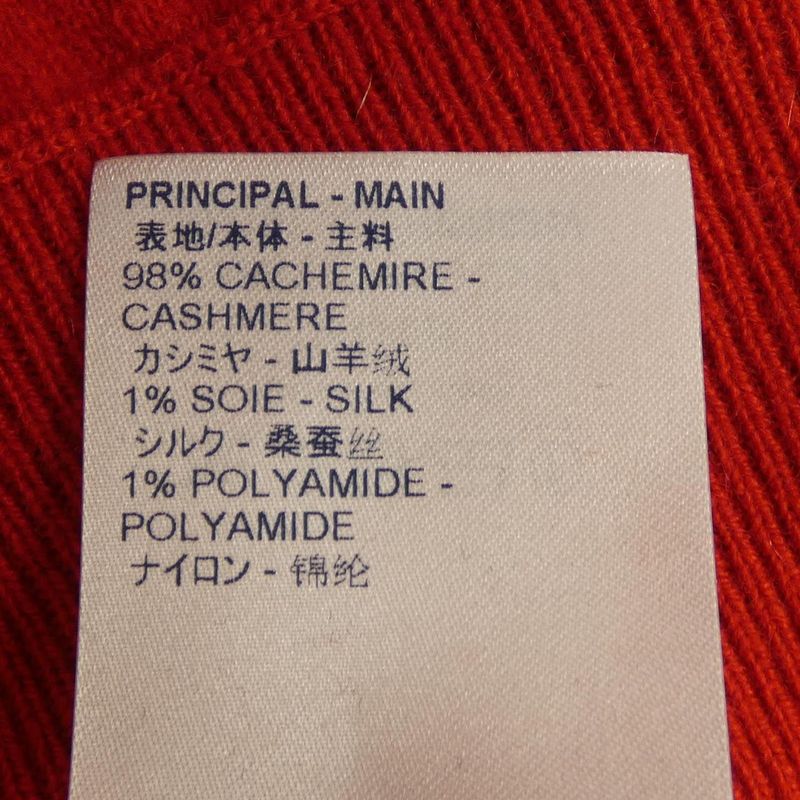 PRINCIPAL - MAIN
表地/本体 - 主料
98% CACHEMIRE -
CASHMERE
カシミヤ - 山羊绒
1% SOIE - SILK
シルク - 桑蚕丝
1% POLYAMIDE -
POLYAMIDE
ナイロン - 锦纶